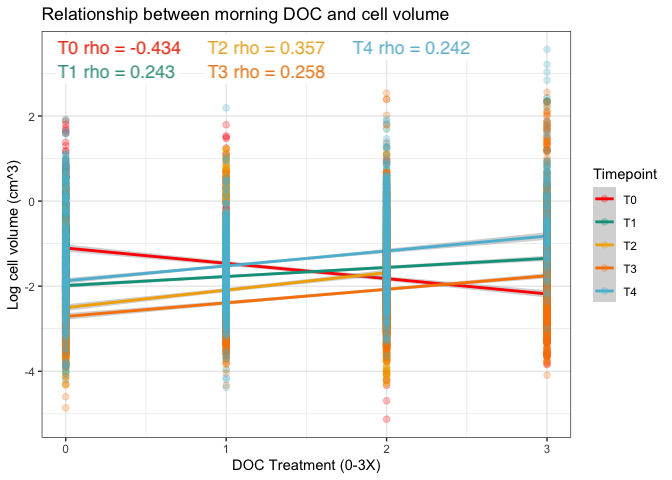 Relationship between morning DOC and cell volume
T0 rho = -0.434 T2 rho = 0.357 T4 rho = 0.242
T1 rho = 0.243 T3 rho = 0.258
Log cell volume (cm^3)
2
0
-2
-4
0 1 2 3
DOC Treatment (0-3X)
Timepoint
T0
T1
T2
T3
T4